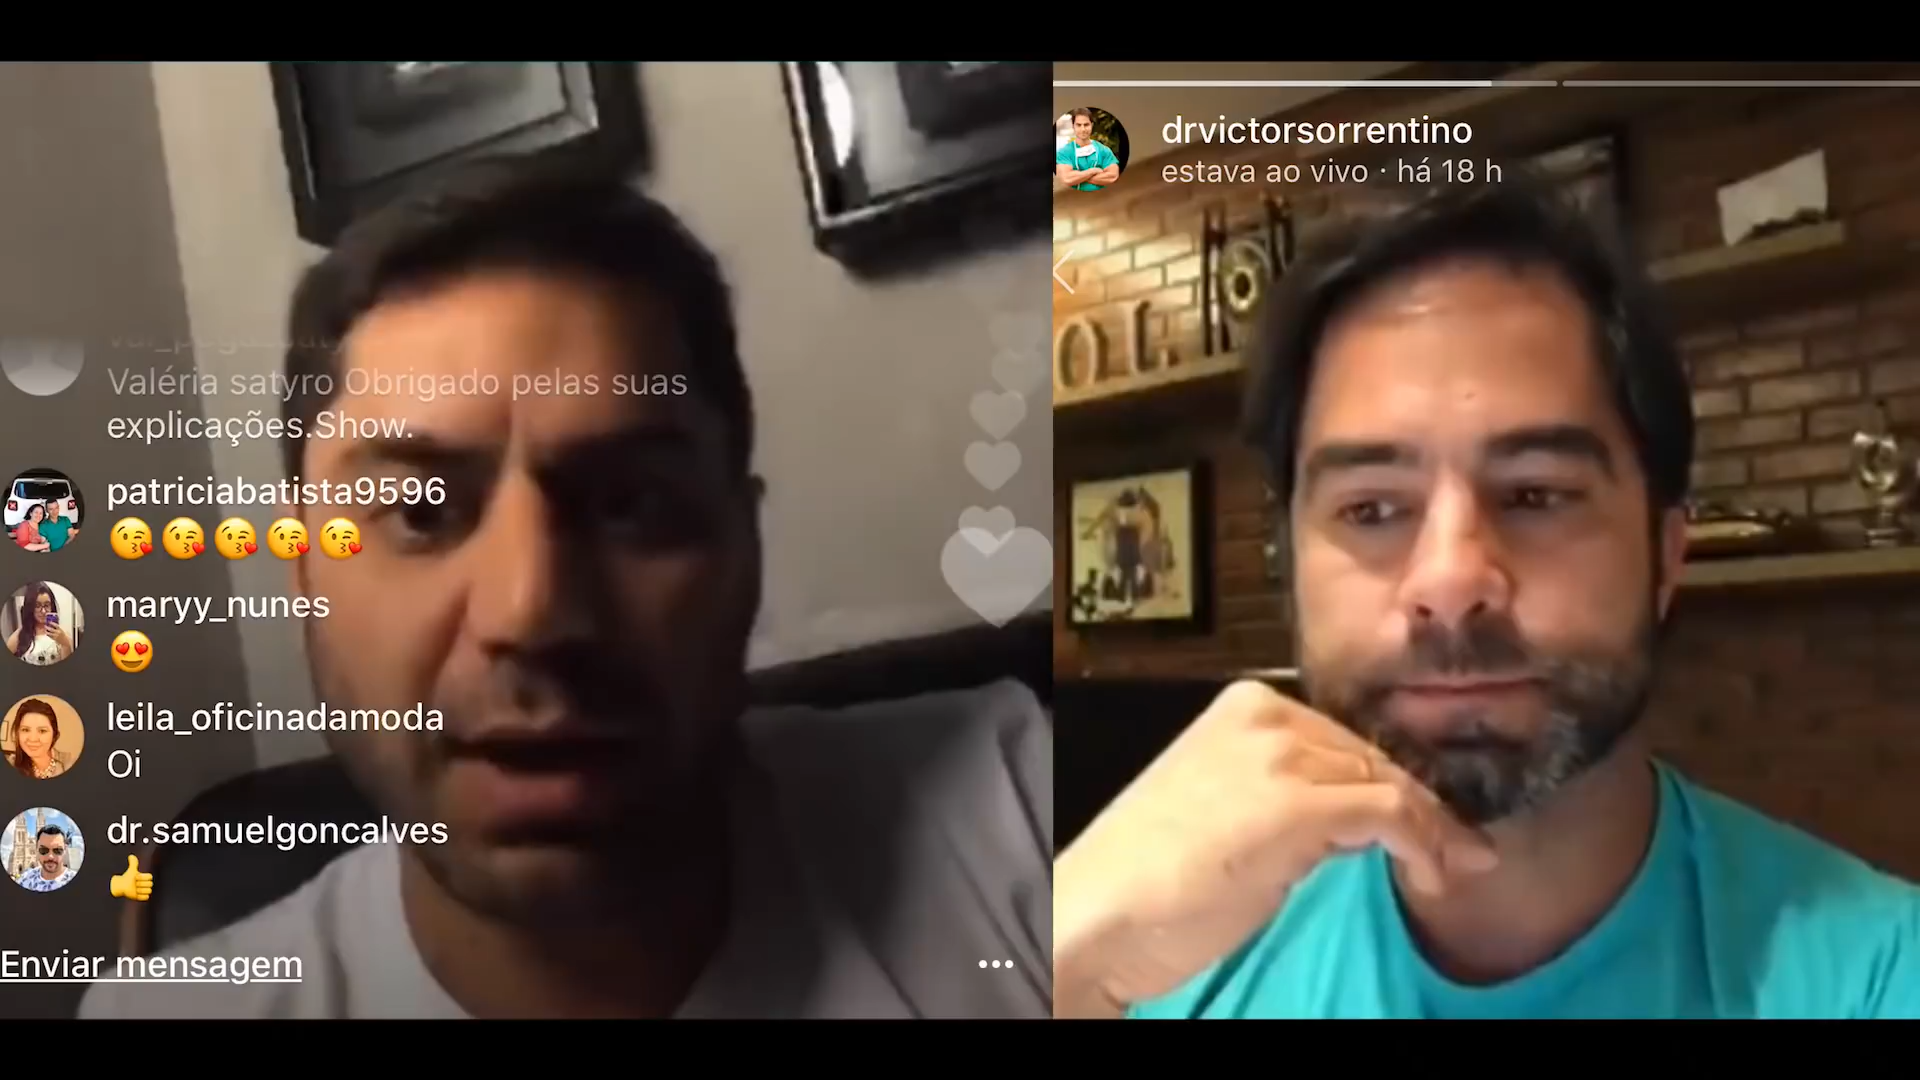 Valéria satyro Obrigado pelas suas
explicações.Show.
patriciabatista9596
😘😘😘😘😘
maryy_nunes
😍
leila_oficinadamoda
Oi
dr.samuelgoncalves
👍
Enviar mensagem
drvictorsorrentino
estava ao vivo · há 18 h